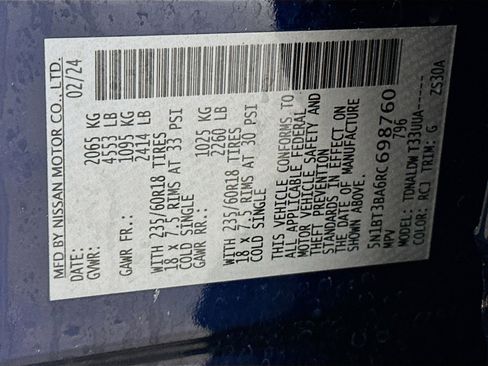 MFD BY NISSAN MOTOR CO., LTD.
DATE: 02/24
GVWR: 2065 KG
4553 LB
GAWR FR.: 1095 KG
2414 LB
WITH 235/60R18 TIRES
18 x 7.5 RIMS AT 33 PSI
COLD SINGLE
GAWR RR.: 1025 KG
2260 LB
WITH 235/60R18 TIRES
18 x 7.5 RIMS AT 30 PSI
COLD SINGLE
THIS VEHICLE CONFORMS TO
ALL APPLICABLE FEDERAL
MOTOR VEHICLE SAFETY AND
THEFT PREVENTION
STANDARDS IN EFFECT ON
THE DATE OF MANUFACTURE
SHOWN ABOVE.
5N1BT3BA6RC698760
MPV 796
MODEL: TDNALDW T33UUA-----
COLOR: RCJ TRIM: G ZS30A